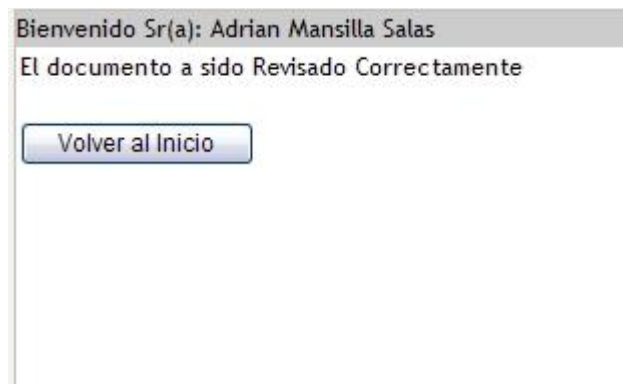 Bienvenido Sr(a): Adrian Mansilla Salas
El documento a sido Revisado Correctamente
Volver al Inicio